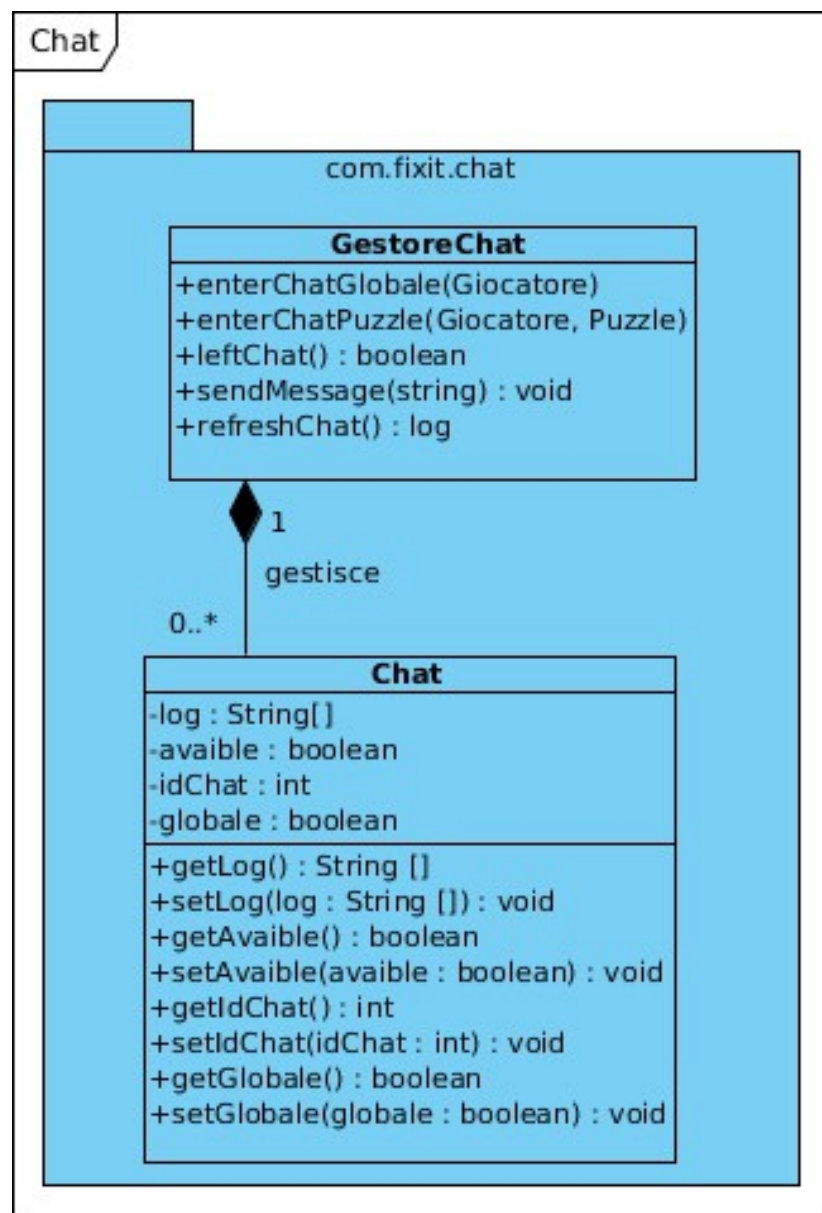 Chat
com.fixit.chat
GestoreChat
+enterChatGlobale(Giocatore)
+enterChatPuzzle(Giocatore, Puzzle)
+leftChat() : boolean
+sendMessage(string) : void
+refreshChat() : log
1
gestisce
0..*
Chat
-log : String[]
-avaible : boolean
-idChat : int
-globale : boolean
+getLog() : String []
+setLog(log : String []) : void
+getAvaible() : boolean
+setAvaible(avaible : boolean) : void
+getIdChat() : int
+setIdChat(idChat : int) : void
+getGlobale() : boolean
+setGlobale(globale : boolean) : void